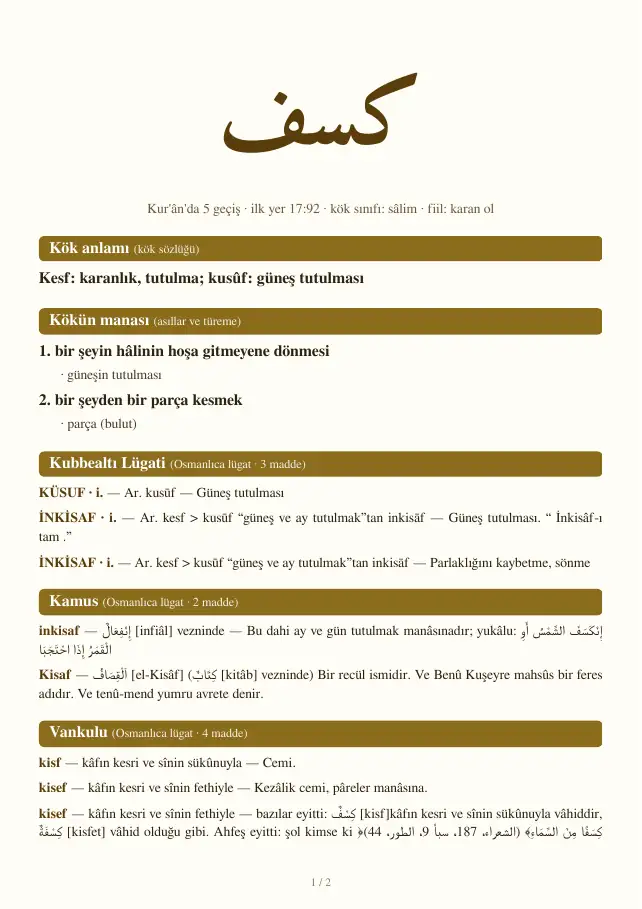 كسف
Kur'ân'da 5 geçiş · ilk yer 17:92 · kök sınıfı: sâlim · fiil: karan ol
Kök anlamı (kök sözlüğü)
Kesf: karanlık, tutulma; kusûf: güneş tutulması
Kökün manası (asıllar ve türeme)
1. bir şeyin hâlinin hoşa gitmeyene dönmesi
· güneşin tutulması
2. bir şeyden bir parça kesmek
· parça (bulut)
Kubbealtı Lügati (Osmanlıca lügat · 3 madde)
KÜSUF · i. — Ar. kusūf — Güneş tutulması
İNKİSAF · i. — Ar. kesf > kusūf “güneş ve ay tutulmak”tan inkisāf — Güneş tutulması. “ İnkisâf-ı
tam .”
İNKİSAF · i. — Ar. kesf > kusūf “güneş ve ay tutulmak”tan inkisāf — Parlaklığını kaybetme, sönme
Kamus (Osmanlıca lügat · 2 madde)
inkisaf — إِنْفِعَالٌ [infiâl] vezninde — Bu dahi ay ve gün tutulmak manâsınadır; yukâlu: إِنْكَسَفَ الشَّمْسُ أَوِ
الْقَمَرُ إِذَا احْتَجَبَا
Kisaf — اَلْقِصَافُ [el-Kisâf] (كِتَابٌ [kitâb] vezninde) Bir recül ismidir. Ve Benû Kuşeyre mahsûs bir feres
adıdır. Ve tenû-mend yumru avrete denir.
Vankulu (Osmanlıca lügat · 4 madde)
kisf — kâfın kesri ve sînin sükûnuyla — Cemi.
kisef — kâfın kesri ve sînin fethiyle — Kezâlik cemi, pâreler manâsına.
kisef — kâfın kesri ve sînin fethiyle — bazılar eyitti: كِسْفٌ [kisf]kâfın kesri ve sînin sükûnuyla vâhiddir,
كِسْفَةٌ [kisfet] vâhid olduğu gibi. Ahfeş eyitti: şol kimse ki ﴿كِسَفًا مِنَ السَّمَاءِ﴾ (الشعراء، 187، سبأ 9، الطور، 44)
1 / 2